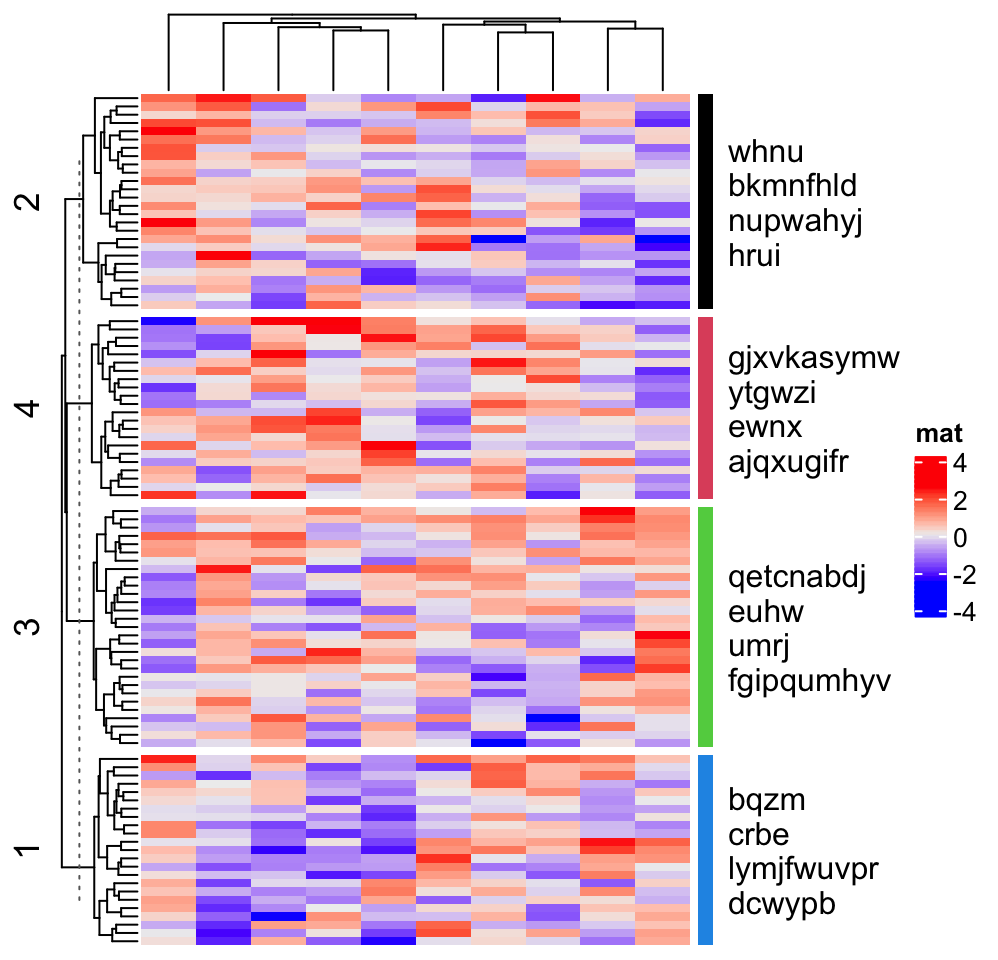 2
whnu
bkmnfhld
nupwahyj
hrui
4
gjxvkasymw
ytgwzi
ewnx
ajqxugifr
3
qetcnabdj
euhw
umrj
fgipqumhyv
1
bqzm
crbe
lymjfwuvpr
dcwypb
mat
4
2
0
-2
-4